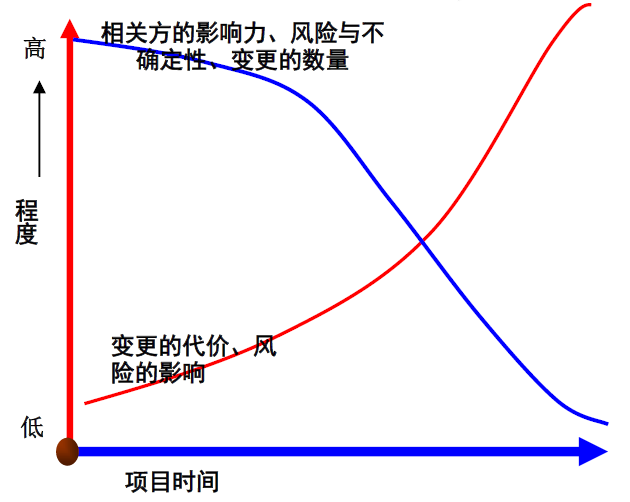 相关方的影响力、风险与不
确定性、变更的数量
高
程
度
变更的代价、风
险的影响
低
项目时间